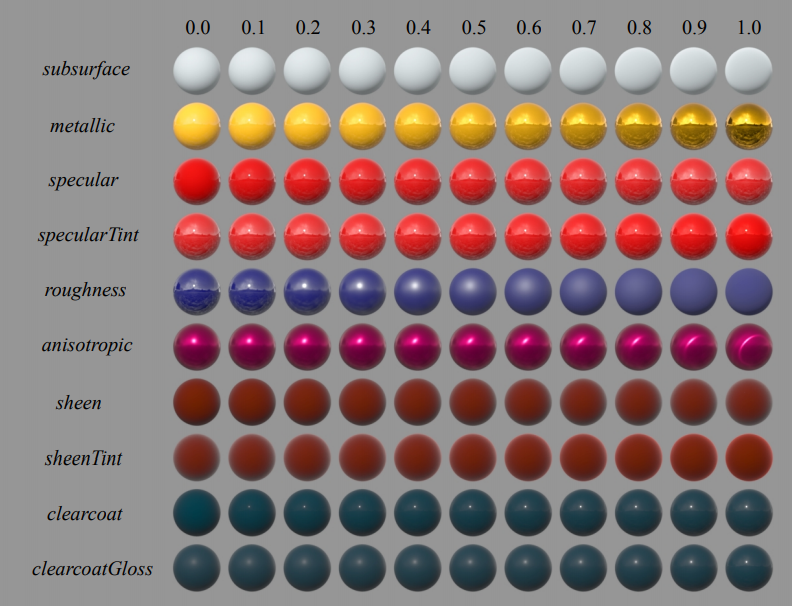 0.0 0.1 0.2 0.3 0.4 0.5 0.6 0.7 0.8 0.9 1.0
subsurface
metallic
specular
specularTint
roughness
anisotropic
sheen
sheenTint
clearcoat
clearcoatGloss